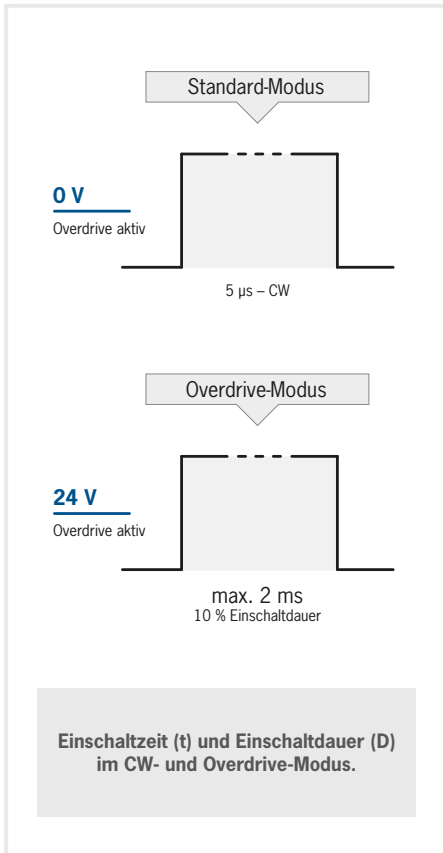 Standard-Modus
0 V
Overdrive aktiv
5 µs – CW
Overdrive-Modus
24 V
Overdrive aktiv
max. 2 ms
10 % Einschaltdauer
Einschaltzeit (t) und Einschaltdauer (D)
im CW- und Overdrive-Modus.